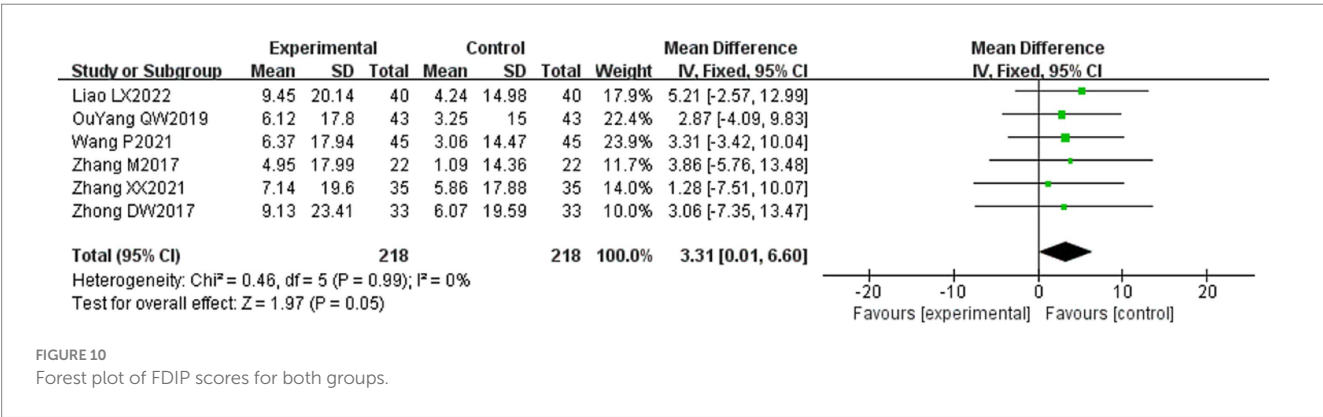 Experimental Control Mean Difference Mean Difference
Study or Subgroup Mean SD Total Mean SD Total Weight IV, Fixed, 95% CI IV, Fixed, 95% CI
Liao LX2022 9.45 20.14 40 4.24 14.98 40 17.9% 5.21 [-2.57, 12.99]
OuYang QW2019 6.12 17.8 43 3.25 15 43 22.4% 2.87 [-4.09, 9.83]
Wang P2021 6.37 17.94 45 3.06 14.47 45 23.9% 3.31 [-3.42, 10.04]
Zhang M2017 4.95 17.99 22 1.09 14.36 22 11.7% 3.86 [-5.76, 13.48]
Zhang XX2021 7.14 19.6 35 5.86 17.88 35 14.0% 1.28 [-7.51, 10.07]
Zhong DW2017 9.13 23.41 33 6.07 19.59 33 10.0% 3.06 [-7.35, 13.47]
Total (95% CI) 218 218 100.0% 3.31 [0.01, 6.60]
Heterogeneity: Chi² = 0.46, df = 5 (P = 0.99); I² = 0%
Test for overall effect: Z = 1.97 (P = 0.05)
-20 -10 0 10 20
Favours [experimental] Favours [control]
FIGURE 10
Forest plot of FDIP scores for both groups.